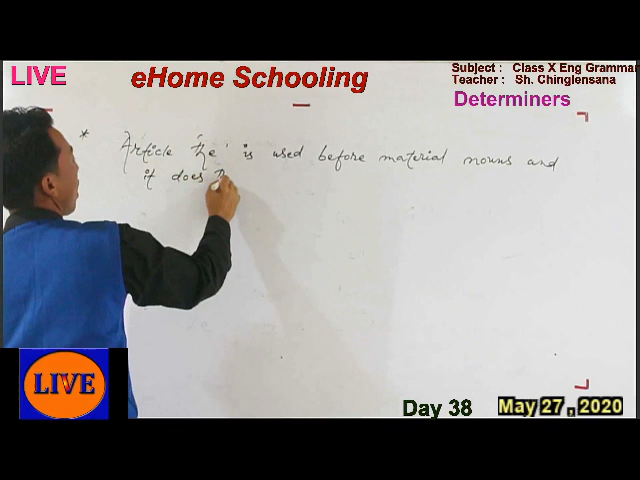 LIVE
eHome Schooling
Subject : Class X Eng Grammar
Teacher : Sh. Chinglensana
Determiners
* Article 'the' is used before material nouns and
it does
LIVE
Day 38
May 27 , 2020